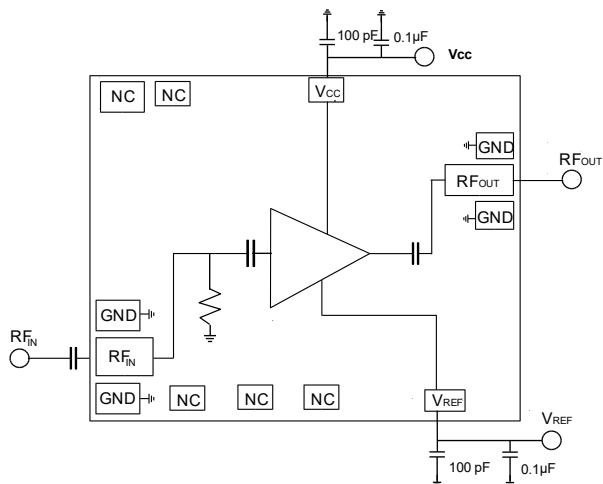 100 pF
0.1µF
Vcc
NC
NC
VCC
GND
RFOUT
RFOUT
GND
GND
RFIN
RFIN
GND
NC
NC
NC
VREF
VREF
100 pF
0.1µF